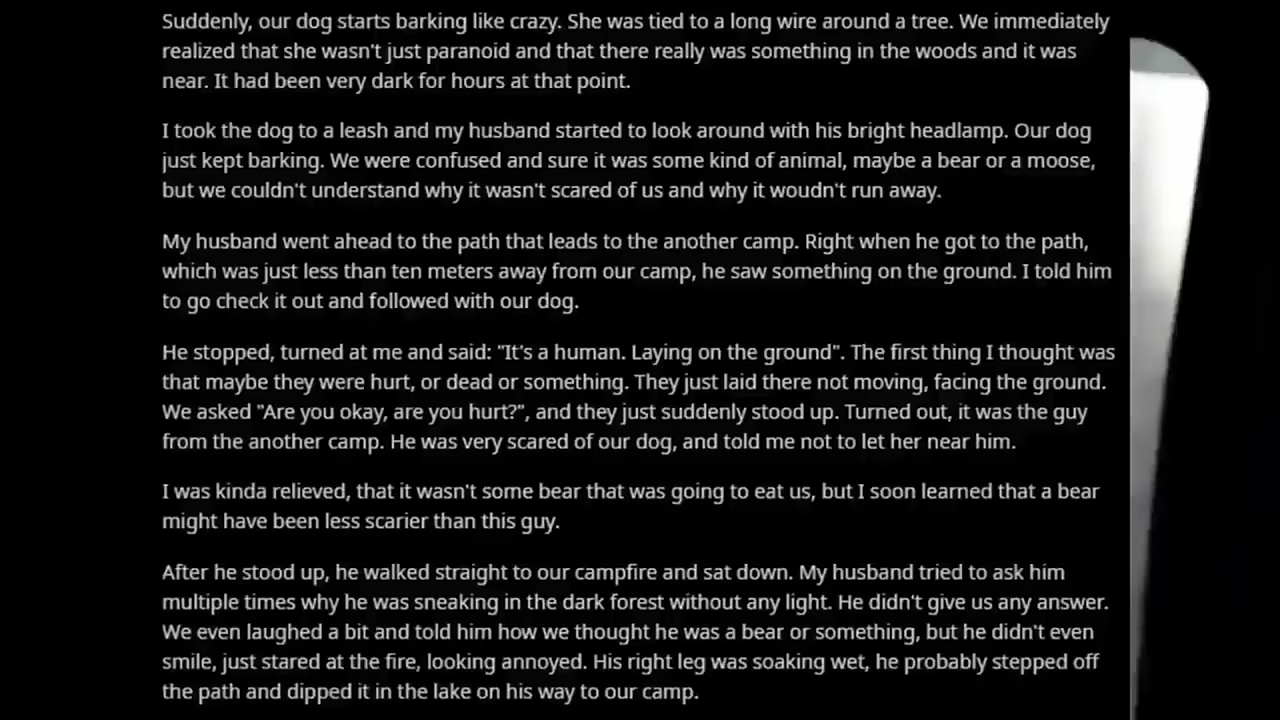 Suddenly, our dog starts barking like crazy. She was tied to a long wire around a tree. We immediately
realized that she wasn't just paranoid and that there really was something in the woods and it was
near. It had been very dark for hours at that point.
I took the dog to a leash and my husband started to look around with his bright headlamp. Our dog
just kept barking. We were confused and sure it was some kind of animal, maybe a bear or a moose,
but we couldn't understand why it wasn't scared of us and why it woudn't run away.
My husband went ahead to the path that leads to the another camp. Right when he got to the path,
which was just less than ten meters away from our camp, he saw something on the ground. I told him
to go check it out and followed with our dog.
He stopped, turned at me and said: "It's a human. Laying on the ground". The first thing I thought was
that maybe they were hurt, or dead or something. They just laid there not moving, facing the ground.
We asked "Are you okay, are you hurt?", and they just suddenly stood up. Turned out, it was the guy
from the another camp. He was very scared of our dog, and told me not to let her near him.
I was kinda relieved, that it wasn't some bear that was going to eat us, but I soon learned that a bear
might have been less scarier than this guy.
After he stood up, he walked straight to our campfire and sat down. My husband tried to ask him
multiple times why he was sneaking in the dark forest without any light. He didn't give us any answer.
We even laughed a bit and told him how we thought he was a bear or something, but he didn't even
smile, just stared at the fire, looking annoyed. His right leg was soaking wet, he probably stepped off
the path and dipped it in the lake on his way to our camp.